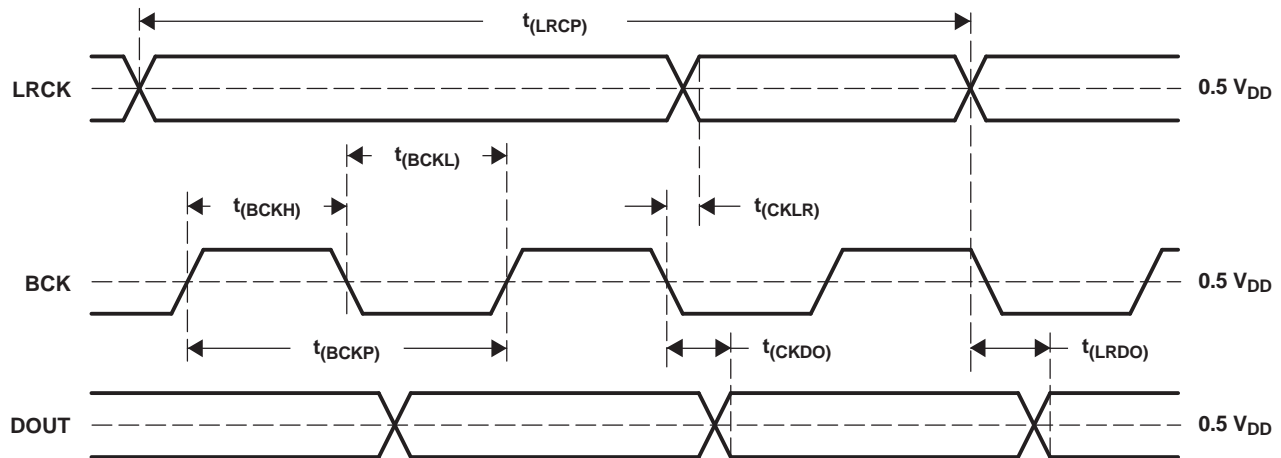 t(LRCP)
LRCK
0.5 VDD
t(BCKL)
t(BCKH)
t(CKLR)
BCK
0.5 VDD
t(BCKP)
t(CKDO)
t(LRDO)
DOUT
0.5 VDD